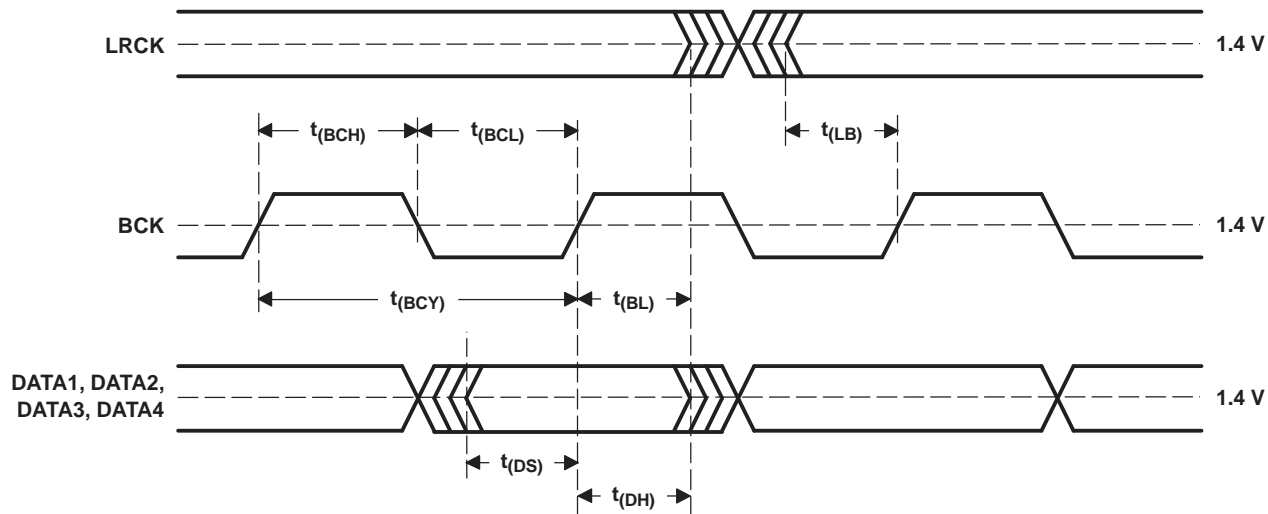 LRCK
1.4 V
t(BCH)
t(BCL)
t(LB)
BCK
1.4 V
t(BCY)
t(BL)
DATA1, DATA2,
DATA3, DATA4
1.4 V
t(DS)
t(DH)